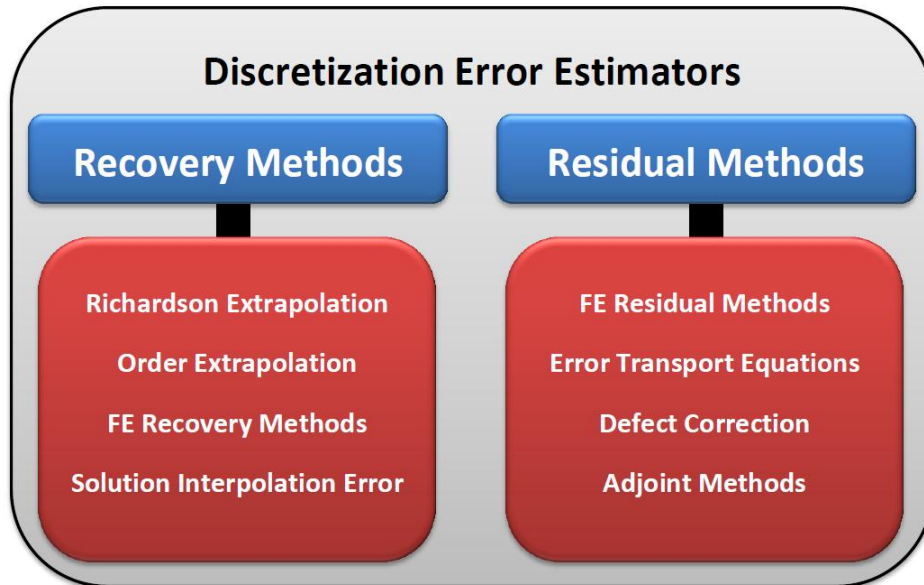 Discretization Error Estimators
Recovery Methods
Richardson Extrapolation
Order Extrapolation
FE Recovery Methods
Solution Interpolation Error
Residual Methods
FE Residual Methods
Error Transport Equations
Defect Correction
Adjoint Methods